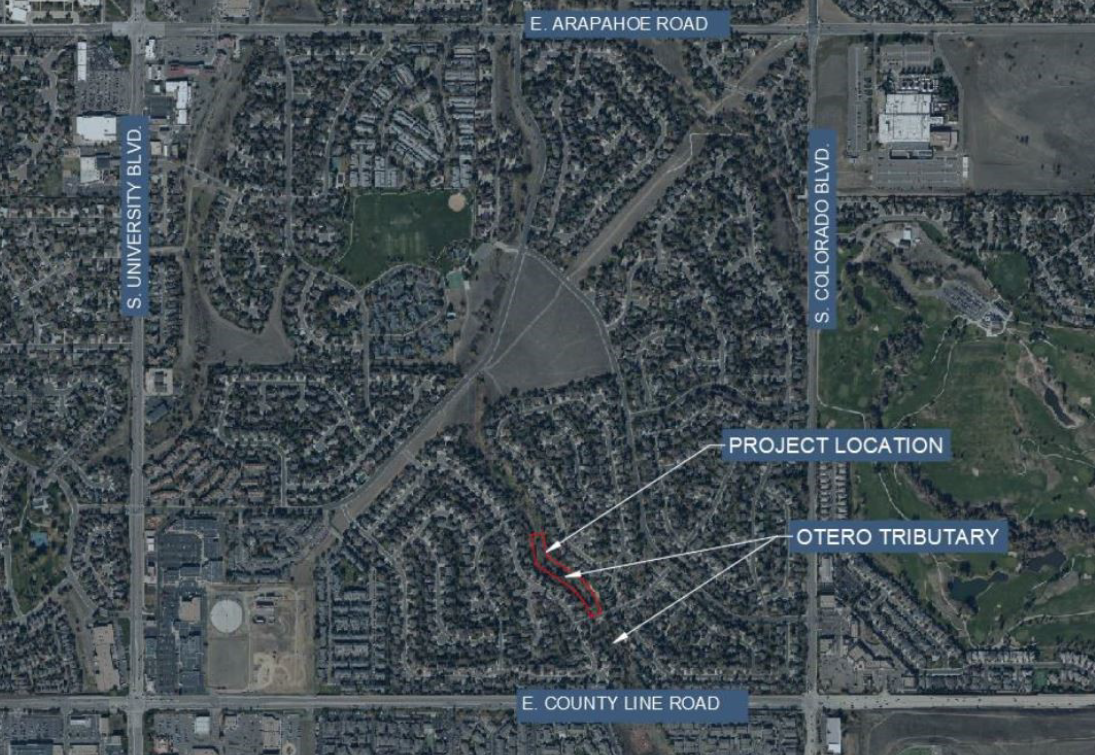 E. ARAPAHOE ROAD
S. UNIVERSITY BLVD.
S. COLORADO BLVD.
PROJECT LOCATION
OTERO TRIBUTARY
E. COUNTY LINE ROAD